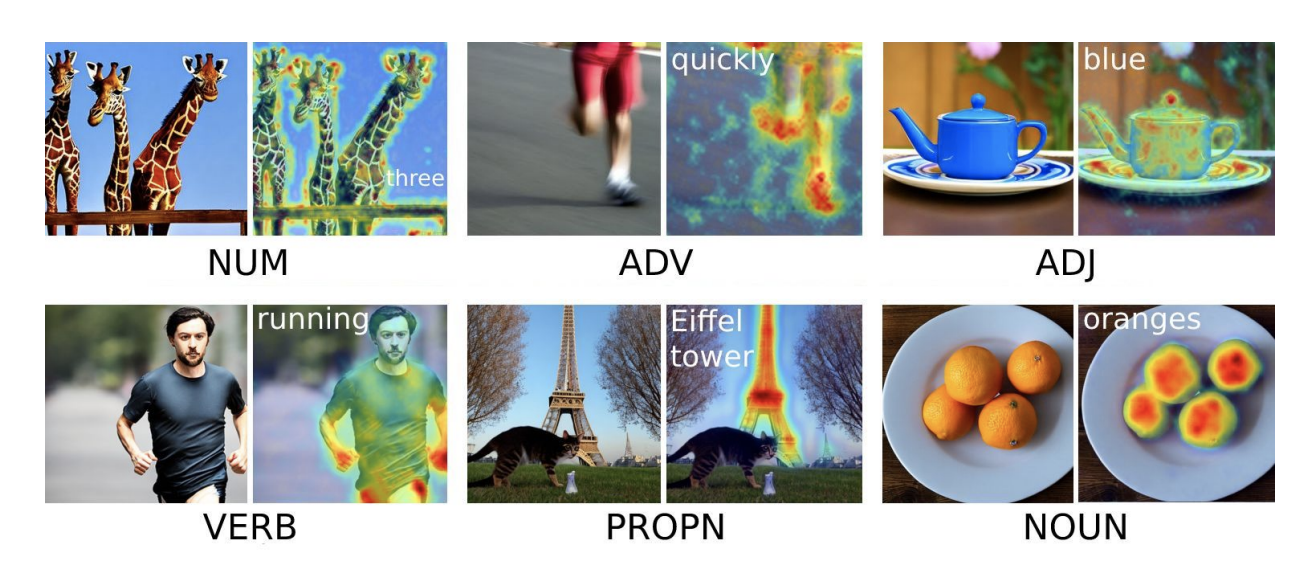 three
quickly
blue
NUM
ADV
ADJ
running
Eiffel
tower
oranges
VERB
PROPN
NOUN